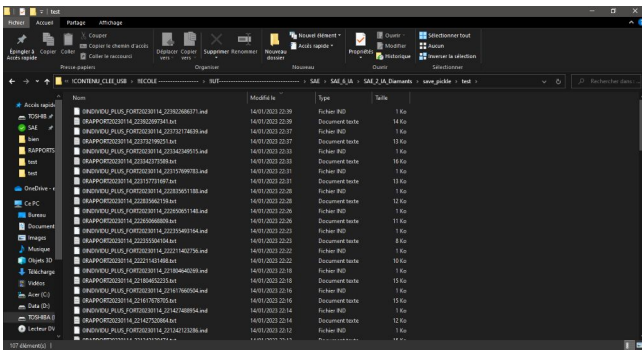 test
Fichier Accueil Partage Affichage
Épingler à Accès rapide
Copier
Coller
Couper
Copier le chemin d'accès
Coller le raccourci
Déplacer vers
Copier vers
Supprimer
Renommer
Nouveau dossier
Nouvel élément
Accès rapide
Propriétés
Ouvrir
Modifier
Historique
Sélectionner tout
Aucun
Inverser la sélection
Presse-papiers Organiser Nouveau Ouvrir Sélectionner
!CONTENU_CLEE_USB › !ECOLE › !IUT › SAE › SAE_6_IA › SAE_2_IA_Diamants › save_pickle › test
Rechercher dans :
Nom Modifié le Type Taille
Accès rapide
TOSHIB
SAE
bien
RAPPORTS
test
test
OneDrive -
Ce PC
Bureau
Document
Images
Musique
Objets 3D
Télécharge
Vidéos
Acer (C:)
Data (D:)
TOSHIBA (
Lecteur DV
0INDIVIDU_PLUS_FORT20230114_223922686371.ind 14/01/2023 22:39 Fichier IND 1 Ko
0RAPPORT20230114_223922697341.txt 14/01/2023 22:39 Document texte 14 Ko
0INDIVIDU_PLUS_FORT20230114_223732174639.ind 14/01/2023 22:37 Fichier IND 1 Ko
0RAPPORT20230114_223732199251.txt 14/01/2023 22:37 Document texte 13 Ko
0INDIVIDU_PLUS_FORT20230114_223342349515.ind 14/01/2023 22:33 Fichier IND 1 Ko
0RAPPORT20230114_223342373589.txt 14/01/2023 22:33 Document texte 16 Ko
0INDIVIDU_PLUS_FORT20230114_223157699783.ind 14/01/2023 22:31 Fichier IND 1 Ko
0RAPPORT20230114_223157731697.txt 14/01/2023 22:31 Document texte 13 Ko
0INDIVIDU_PLUS_FORT20230114_222835651188.ind 14/01/2023 22:28 Fichier IND 1 Ko
0RAPPORT20230114_222835662159.txt 14/01/2023 22:28 Document texte 12 Ko
0INDIVIDU_PLUS_FORT20230114_222650651148.ind 14/01/2023 22:26 Fichier IND 1 Ko
0RAPPORT20230114_222650668809.txt 14/01/2023 22:26 Document texte 11 Ko
0INDIVIDU_PLUS_FORT20230114_222355493164.ind 14/01/2023 22:23 Fichier IND 1 Ko
0RAPPORT20230114_222355504104.txt 14/01/2023 22:23 Document texte 8 Ko
0INDIVIDU_PLUS_FORT20230114_222211402756.ind 14/01/2023 22:22 Fichier IND 1 Ko
0RAPPORT20230114_222211431498.txt 14/01/2023 22:22 Document texte 10 Ko
0INDIVIDU_PLUS_FORT20230114_221804640269.ind 14/01/2023 22:18 Fichier IND 1 Ko
0RAPPORT20230114_221804652235.txt 14/01/2023 22:18 Document texte 15 Ko
0INDIVIDU_PLUS_FORT20230114_221617660504.ind 14/01/2023 22:16 Fichier IND 1 Ko
0RAPPORT20230114_221617678705.txt 14/01/2023 22:16 Document texte 15 Ko
0INDIVIDU_PLUS_FORT20230114_221427488954.ind 14/01/2023 22:14 Fichier IND 1 Ko
0RAPPORT20230114_221427520864.txt 14/01/2023 22:14 Document texte 12 Ko
0INDIVIDU_PLUS_FORT20230114_221242123286.ind 14/01/2023 22:12 Fichier IND 1 Ko
107 élément(s)